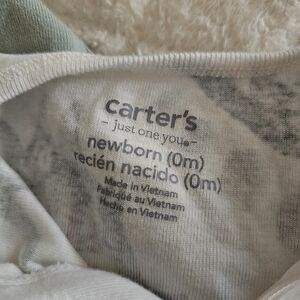 carter's
- just one you® -
newborn (0m)
recién nacido (0m)
Made in Vietnam
Fabriqué au Vietnam
Hecho en Vietnam